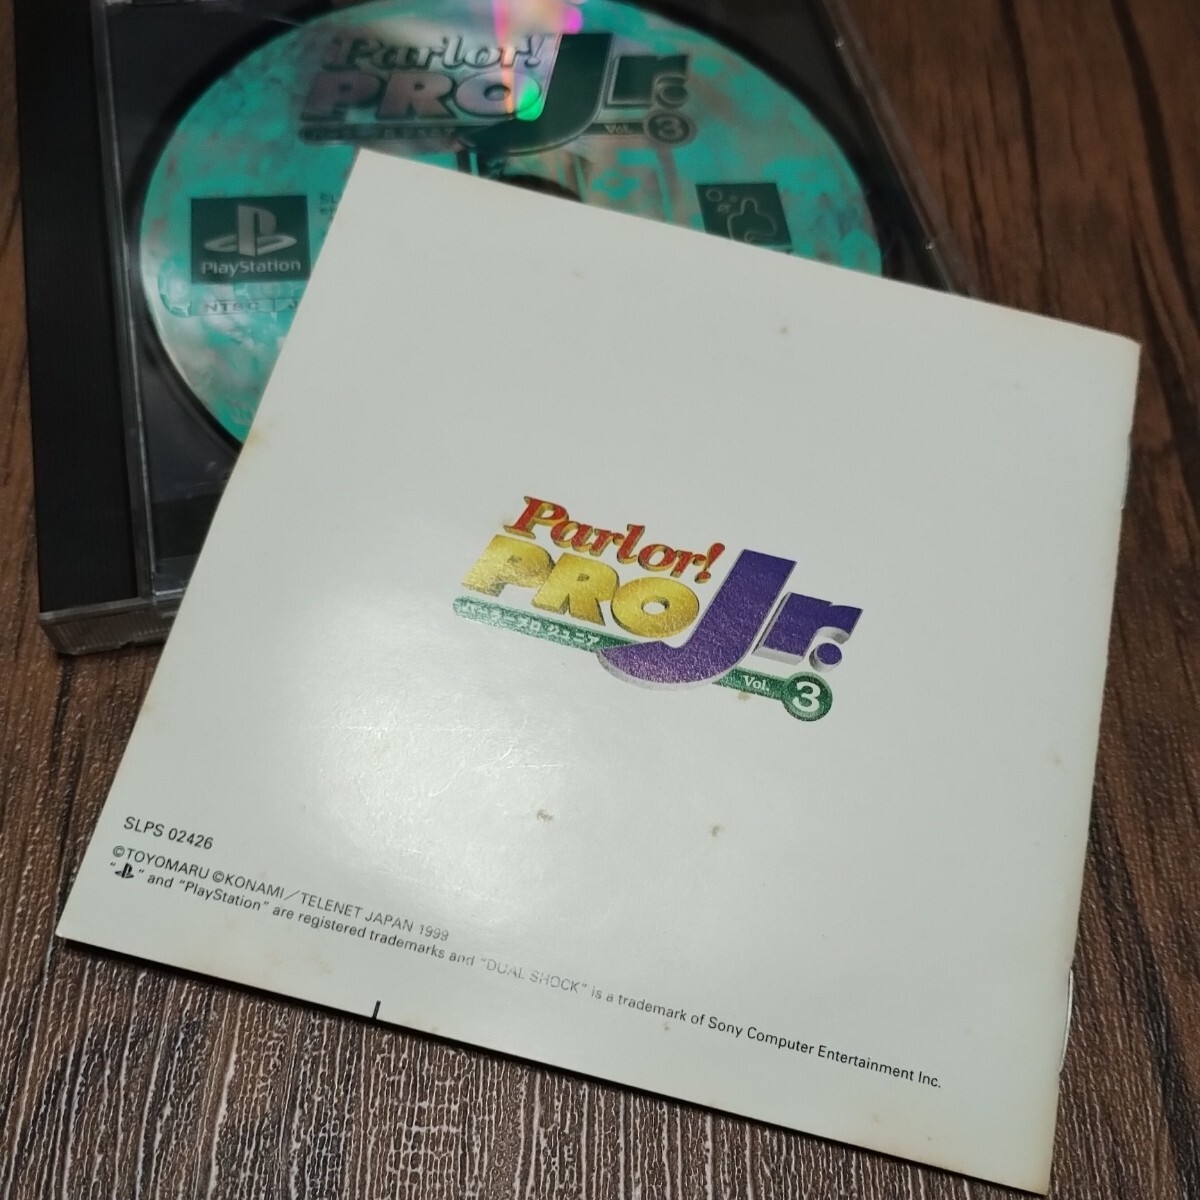 Parlor!
PRO Jr.
Vol. 3
PlayStation
NTSC J
Parlor!
PRO Jr.
パーラー プロ ジュニア
Vol. 3
SLPS 02426
©TOYOMARU ©KONAMI／TELENET JAPAN 1999
" " and "PlayStation" are registered trademarks and "DUAL SHOCK" is a trademark of Sony Computer Entertainment Inc.